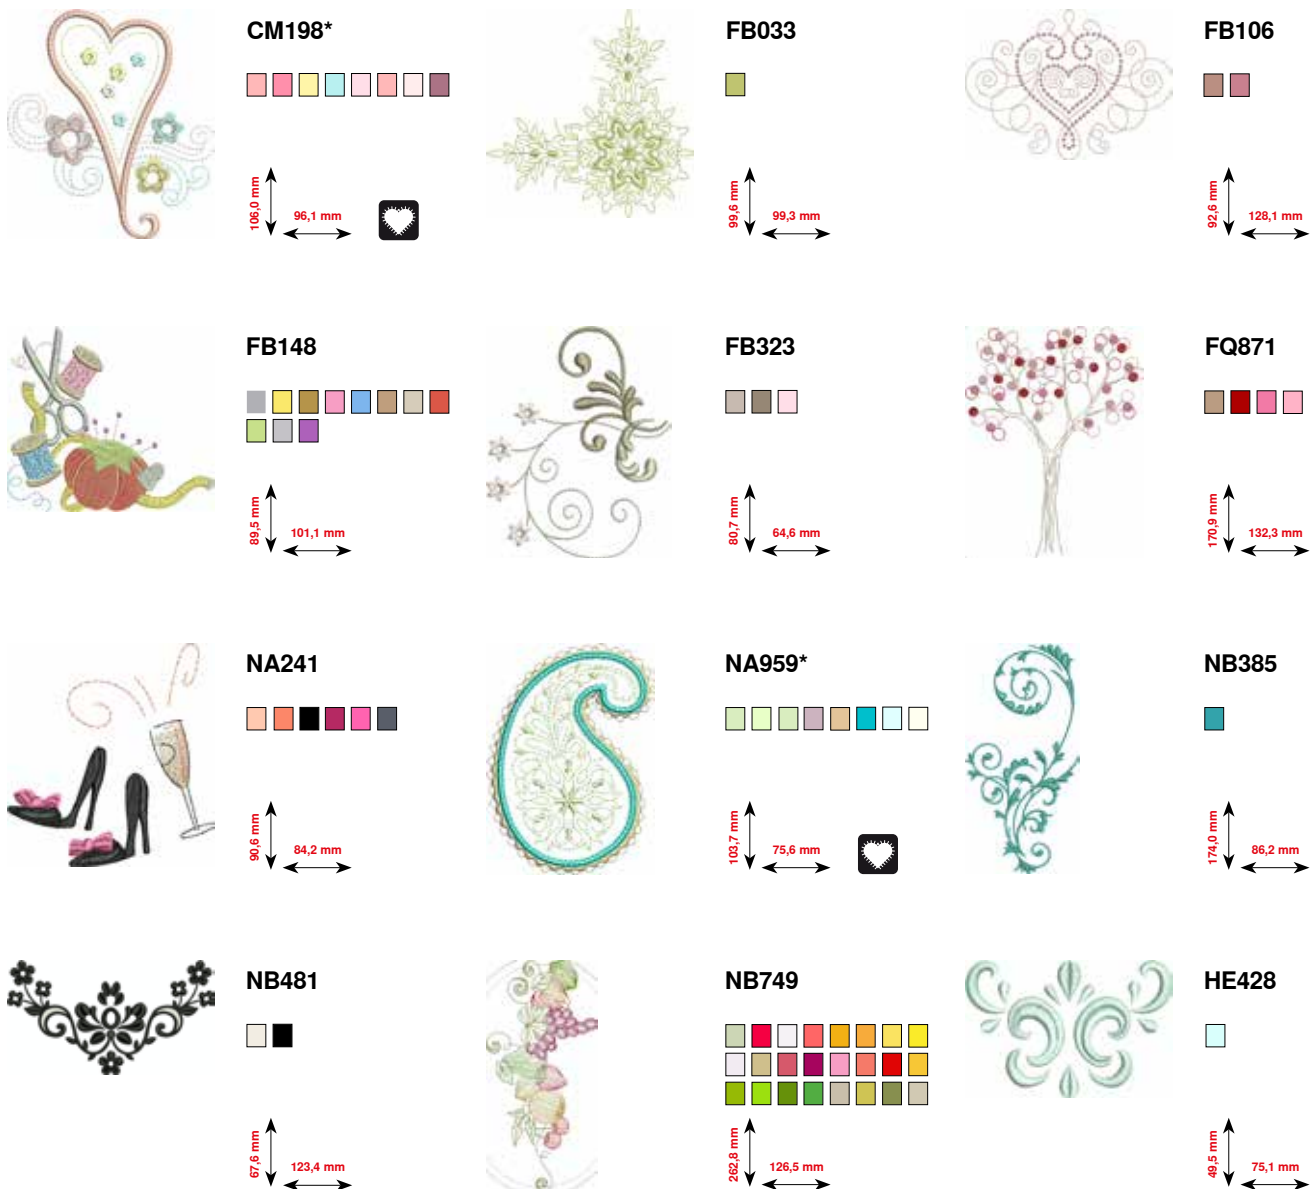 CM198*
106,0 mm
96,1 mm
FB033
99,6 mm
99,3 mm
FB106
92,6 mm
128,1 mm
FB148
89,5 mm
101,1 mm
FB323
80,7 mm
64,6 mm
FQ871
170,9 mm
132,3 mm
NA241
90,6 mm
84,2 mm
NA959*
103,7 mm
75,6 mm
NB385
174,0 mm
86,2 mm
NB481
67,6 mm
123,4 mm
NB749
262,8 mm
126,5 mm
HE428
49,5 mm
75,1 mm